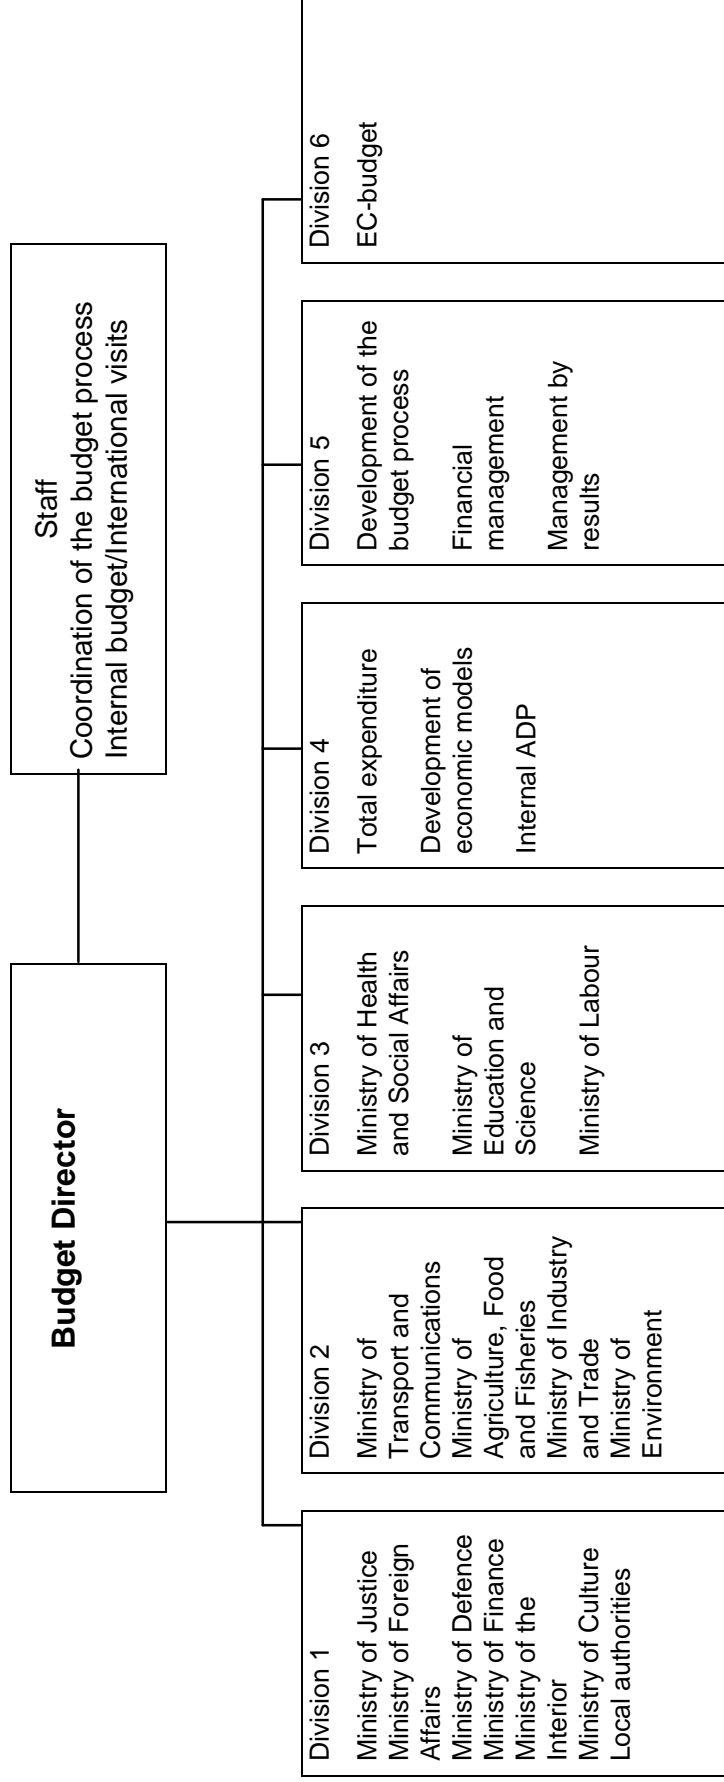 Budget Director
Staff
Coordination of the budget process
Internal budget/International visits
Division 1
Ministry of Justice
Ministry of Foreign
Affairs
Ministry of Defence
Ministry of Finance
Ministry of the
Interior
Ministry of Culture
Local authorities
Division 2
Ministry of
Transport and
Communications
Ministry of
Agriculture, Food
and Fisheries
Ministry of Industry
and Trade
Ministry of
Environment
Division 3
Ministry of Health
and Social Affairs
Ministry of
Education and
Science
Ministry of Labour
Division 4
Total expenditure
Development of
economic models
Internal ADP
Division 5
Development of the
budget process
Financial
management
Management by
results
Division 6
EC-budget